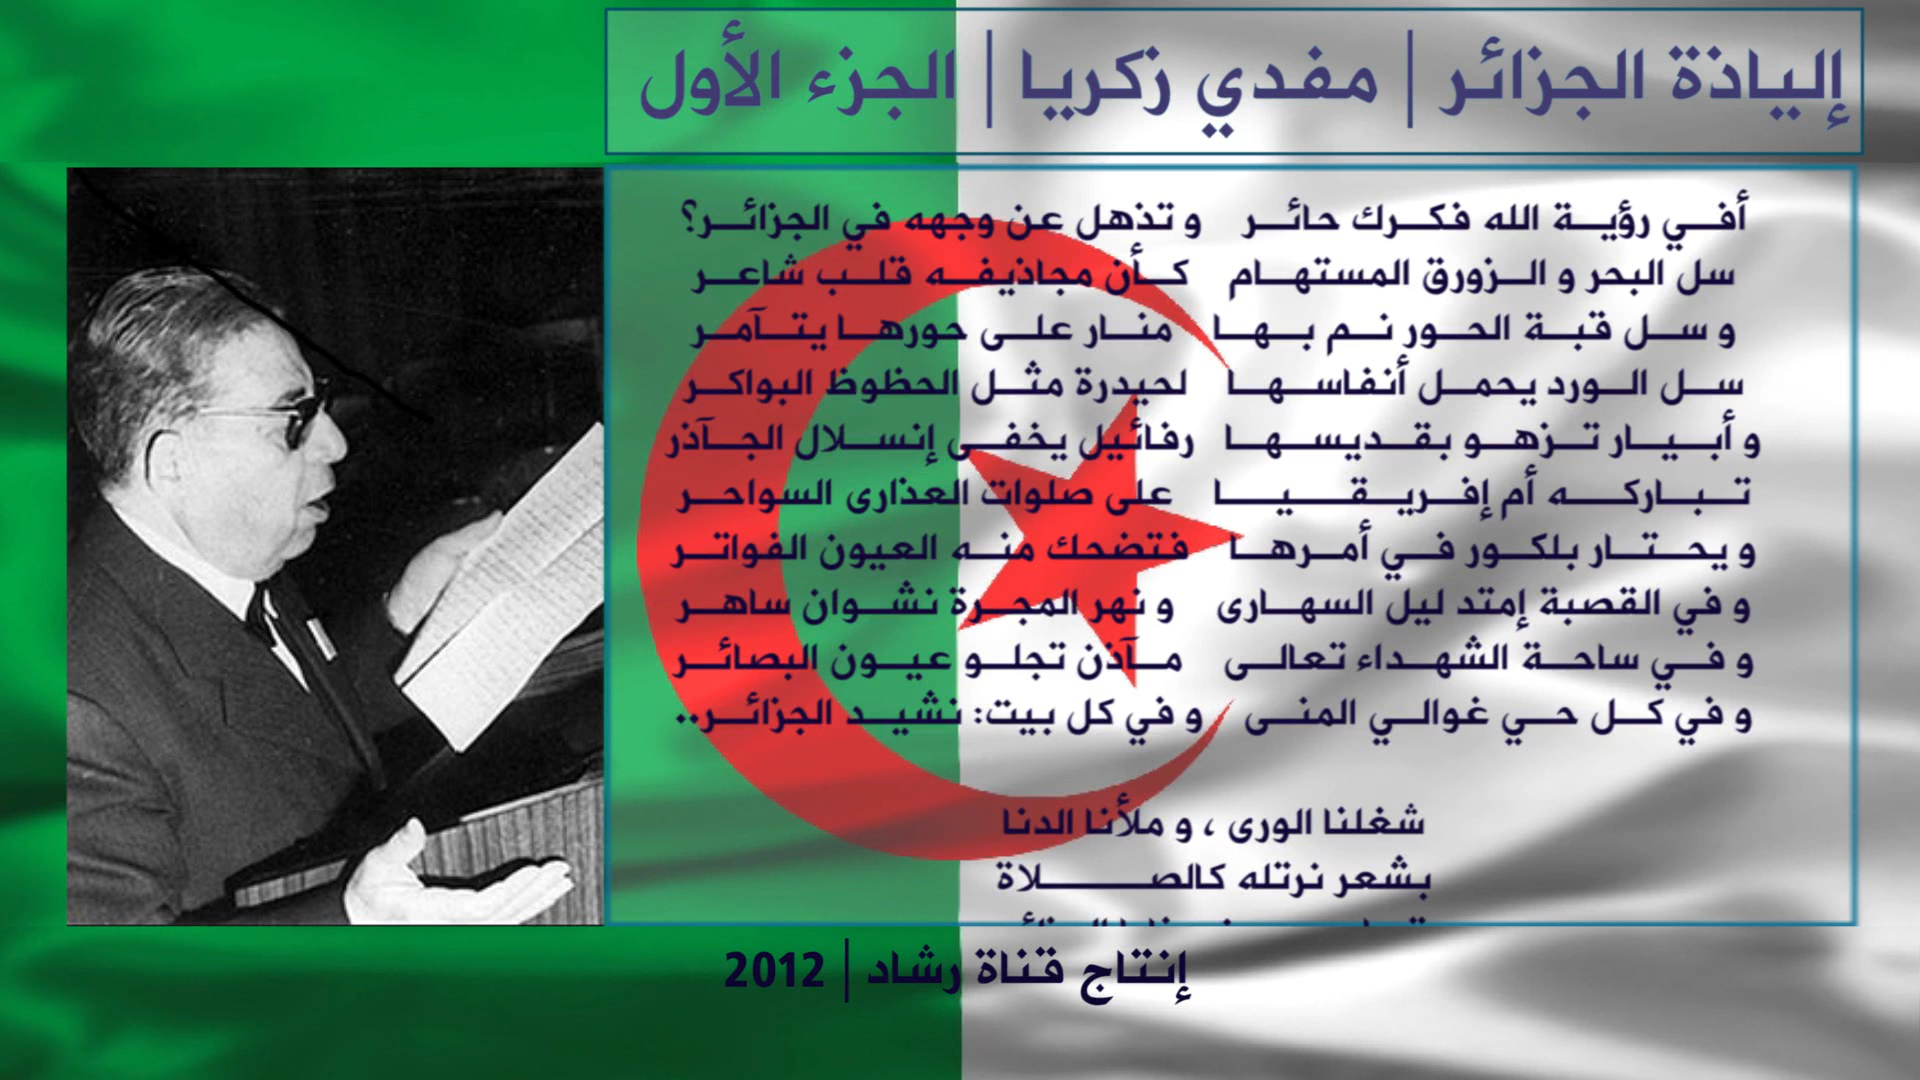 إلياذة الجزائر | مفدي زكريا | الجزء الأول
أفي رؤية الله فكرك حائر و تذهل عن وجهه في الجزائر؟
سل البحر و الزورق المستهام كأن مجاذيفه قلب شاعر
و سل قبة الحور نم بها منار على حورها يتآمر
سل الورد يحمل أنفاسها لحيدرة مثل الحظوظ البواكر
و أبيار تزهو بقديسها رفائيل يخفى إنسلال الجآذر
تباركه أم إفريقيا على صلوات العذارى السواحر
و يحتار بلكور في أمرها فتضحك منه العيون الفواتر
و في القصبة إمتد ليل السهارى و نهر المجرة نشوان ساهر
و في ساحة الشهداء تعالى مآذن تجلو عيون البصائر
و في كل حي غوالي المنى و في كل بيت: نشيد الجزائر..
شغلنا الورى ، و ملأنا الدنا
بشعر نرتله كالصلاة
إنتاج قناة رشاد | 2012